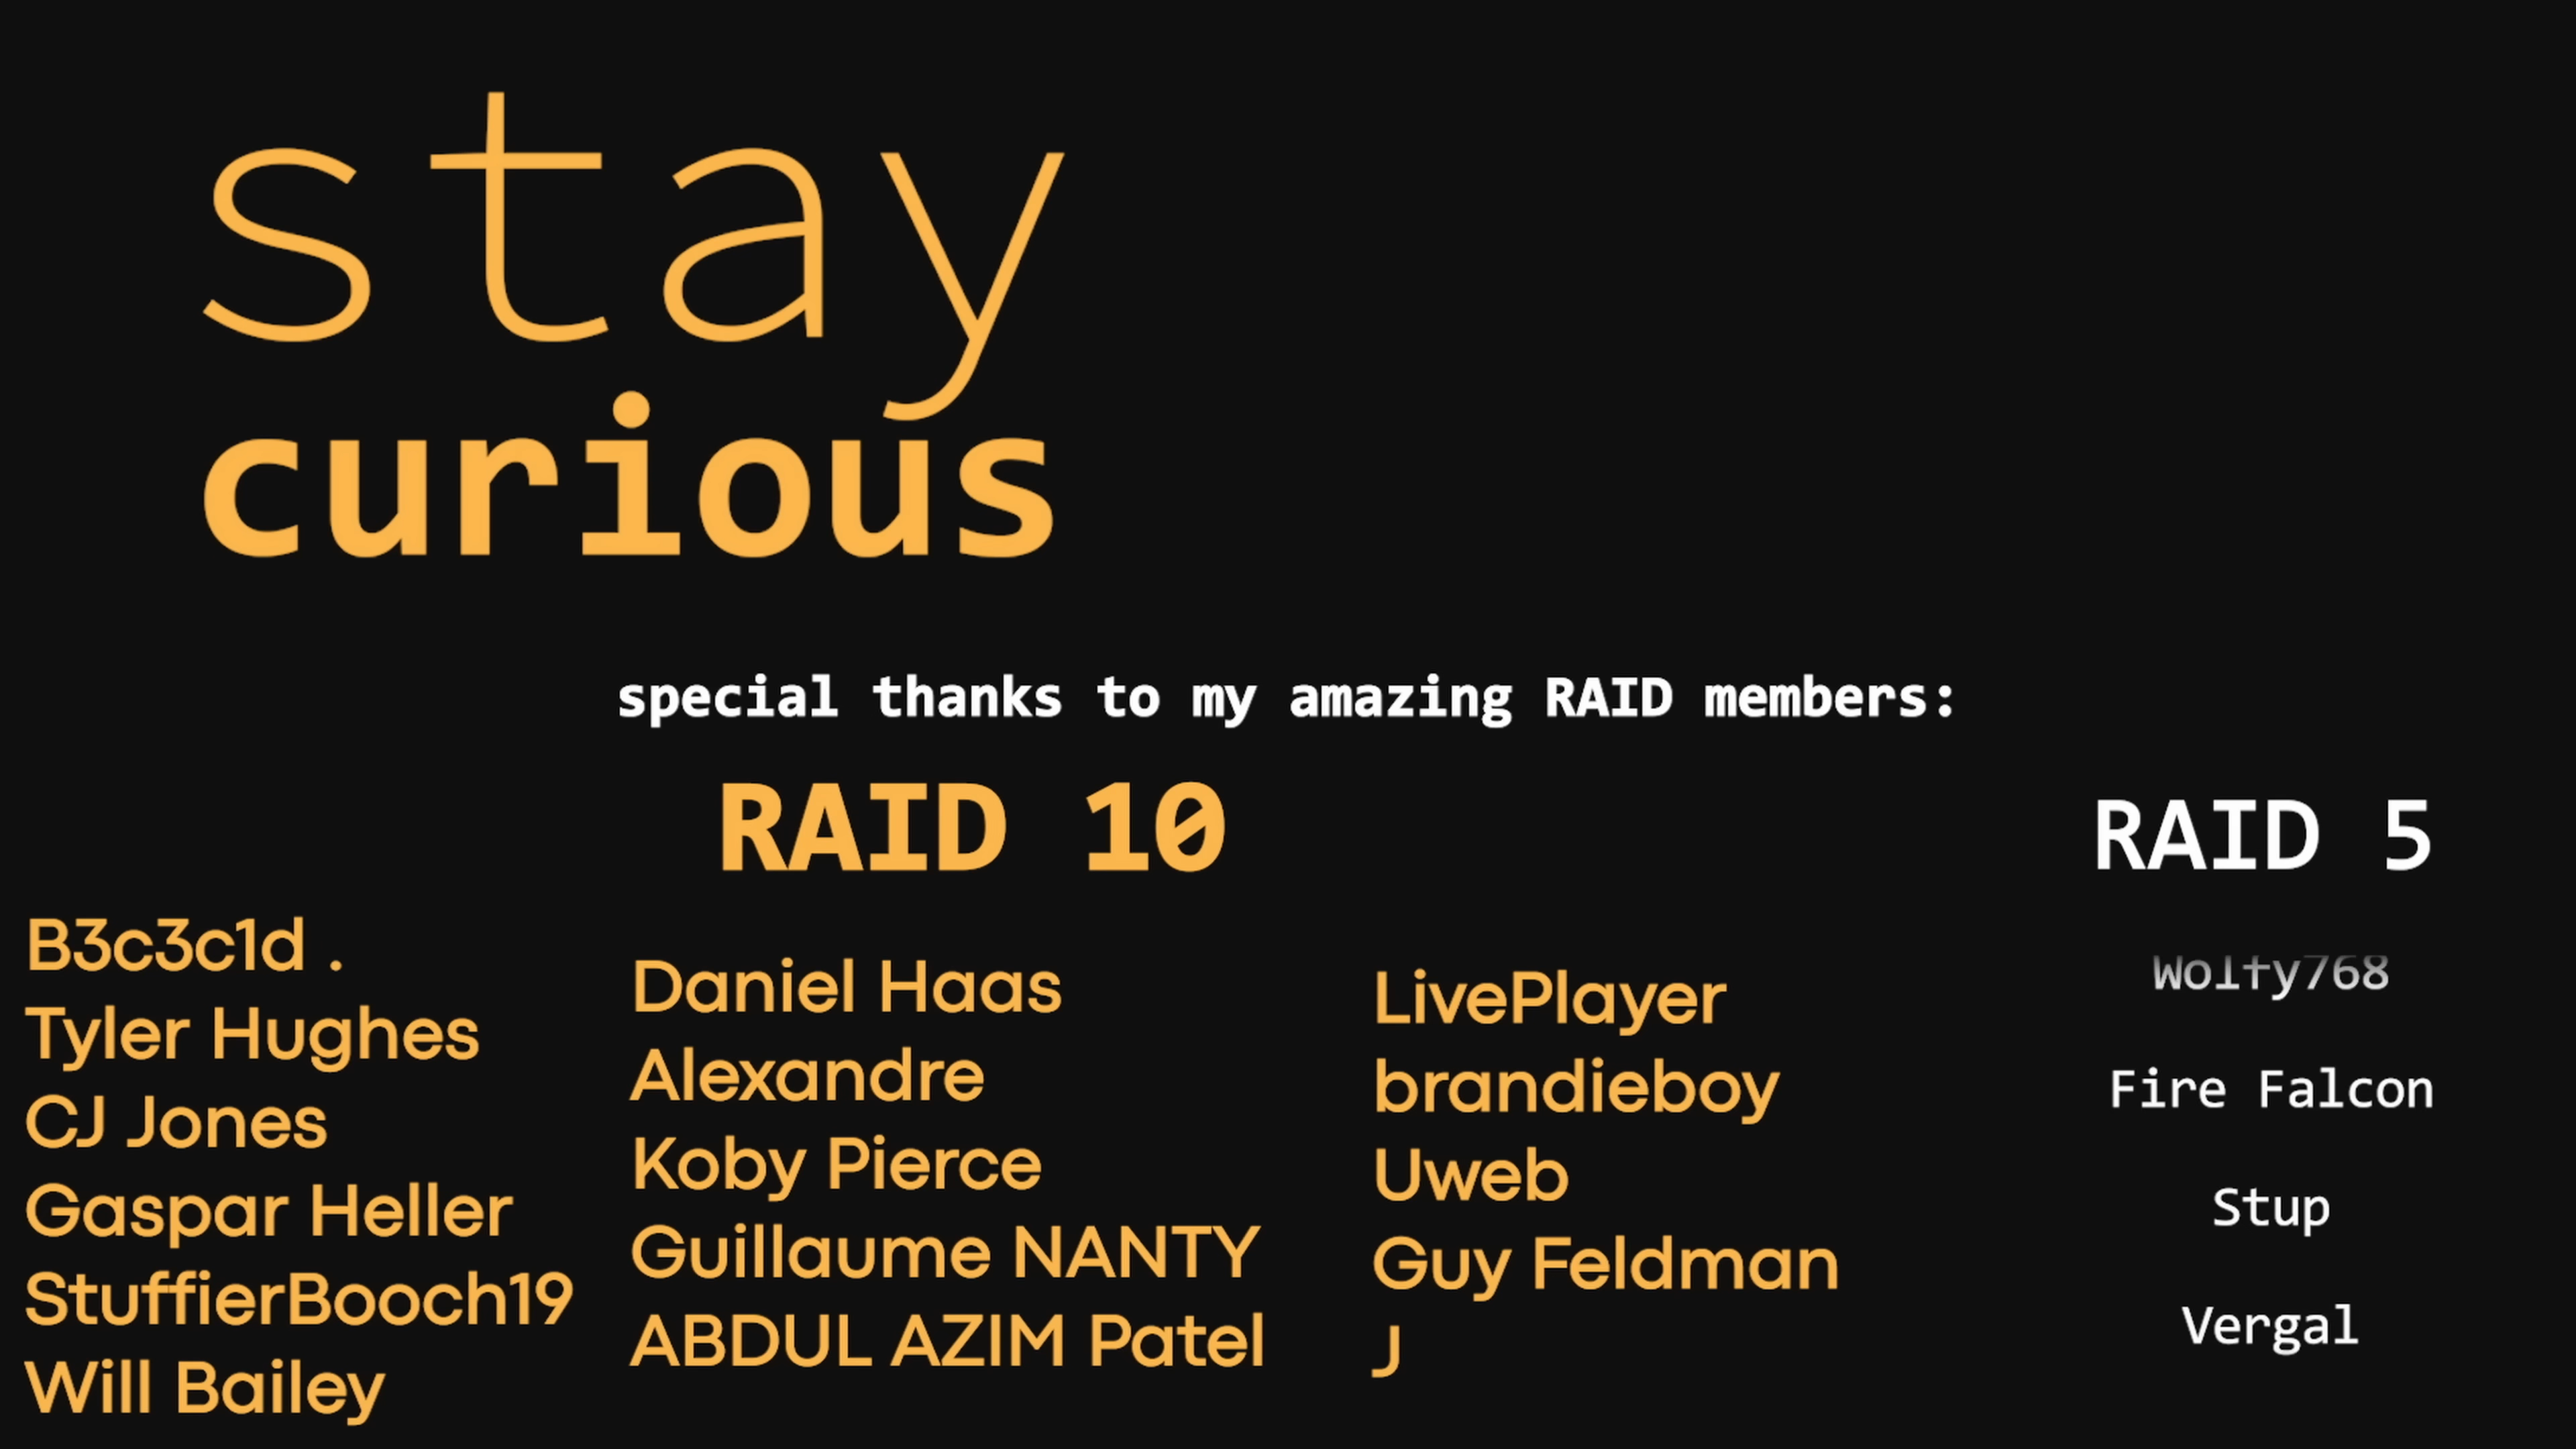 stay
curious
special thanks to my amazing RAID members:
RAID 10
B3c3c1d .
Tyler Hughes
CJ Jones
Gaspar Heller
StuffierBooch19
Will Bailey
Daniel Haas
Alexandre
Koby Pierce
Guillaume NANTY
ABDUL AZIM Patel
LivePlayer
brandieboy
Uweb
Guy Feldman
J
RAID 5
Wolfy768
Fire Falcon
Stup
Vergal